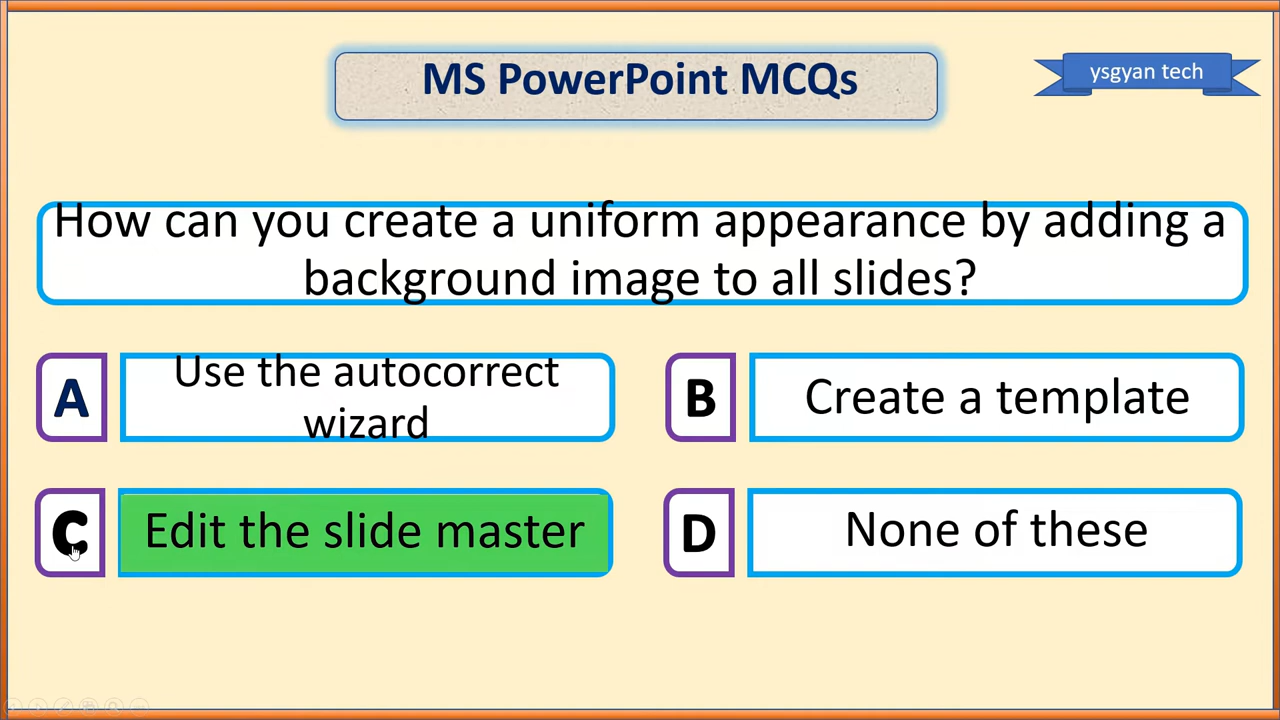 MS PowerPoint MCQs
ysgyan tech
How can you create a uniform appearance by adding a
background image to all slides?
A
Use the autocorrect
wizard
B
Create a template
C
Edit the slide master
D
None of these